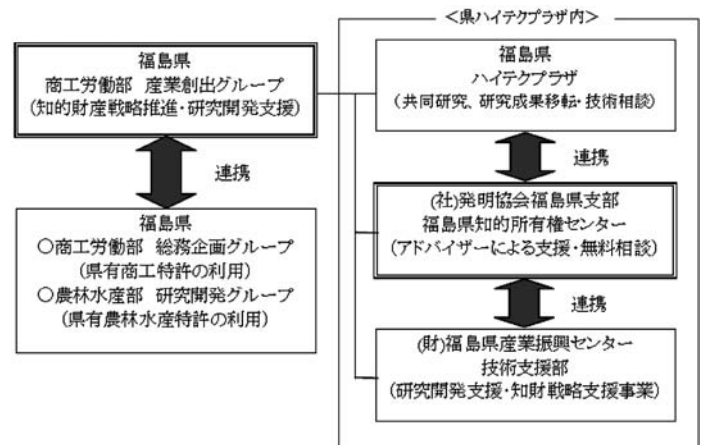 福島県
商工労働部 産業創出グループ
(知的財産戦略推進・研究開発支援)
連携
福島県
○商工労働部 総務企画グループ
(県有商工特許の利用)
○農林水産部 研究開発グループ
(県有農林水産特許の利用)
<県ハイテクプラザ内>
福島県
ハイテクプラザ
(共同研究、研究成果移転・技術相談)
連携
(社)発明協会福島県支部
福島県知的所有権センター
(アドバイザーによる支援・無料相談)
連携
(財)福島県産業振興センター
技術支援部
(研究開発支援・知財戦略支援事業)